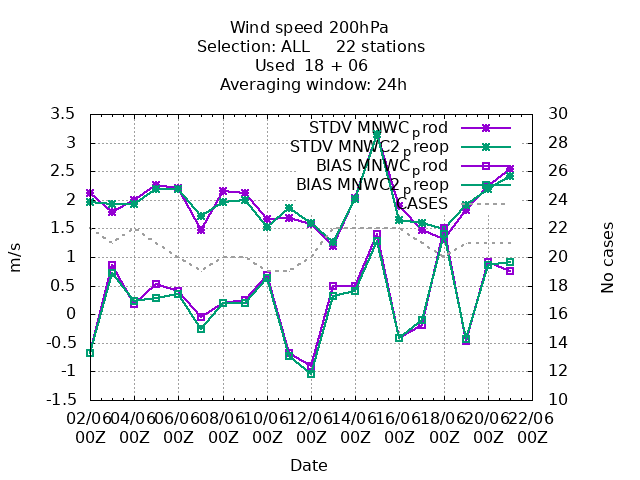 Wind speed 200hPa
Selection: ALL     22 stations
Used  18 + 06
Averaging window: 24h
STDV MNWC_prod
STDV MNWC2_preop
BIAS MNWC_prod
BIAS MNWC2_preop
CASES
3.5
3
2.5
2
1.5
1
0.5
0
-0.5
-1
-1.5
m/s
30
28
26
24
22
20
18
16
14
12
10
No cases
02/06 04/06 06/06 08/06 10/06 12/06 14/06 16/06 18/06 20/06 22/06
00Z 00Z 00Z 00Z 00Z 00Z 00Z 00Z 00Z 00Z 00Z
Date